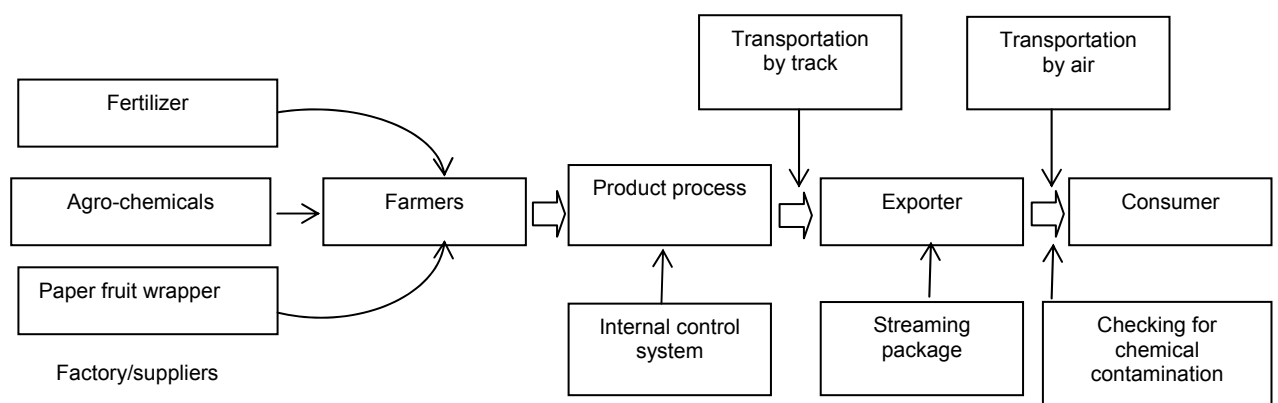 Transportation
by track
Transportation
by air
Fertilizer
Agro-chemicals
Farmers
Product process
Exporter
Consumer
Paper fruit wrapper
Internal control
system
Streaming
package
Checking for
chemical
contamination
Factory/suppliers